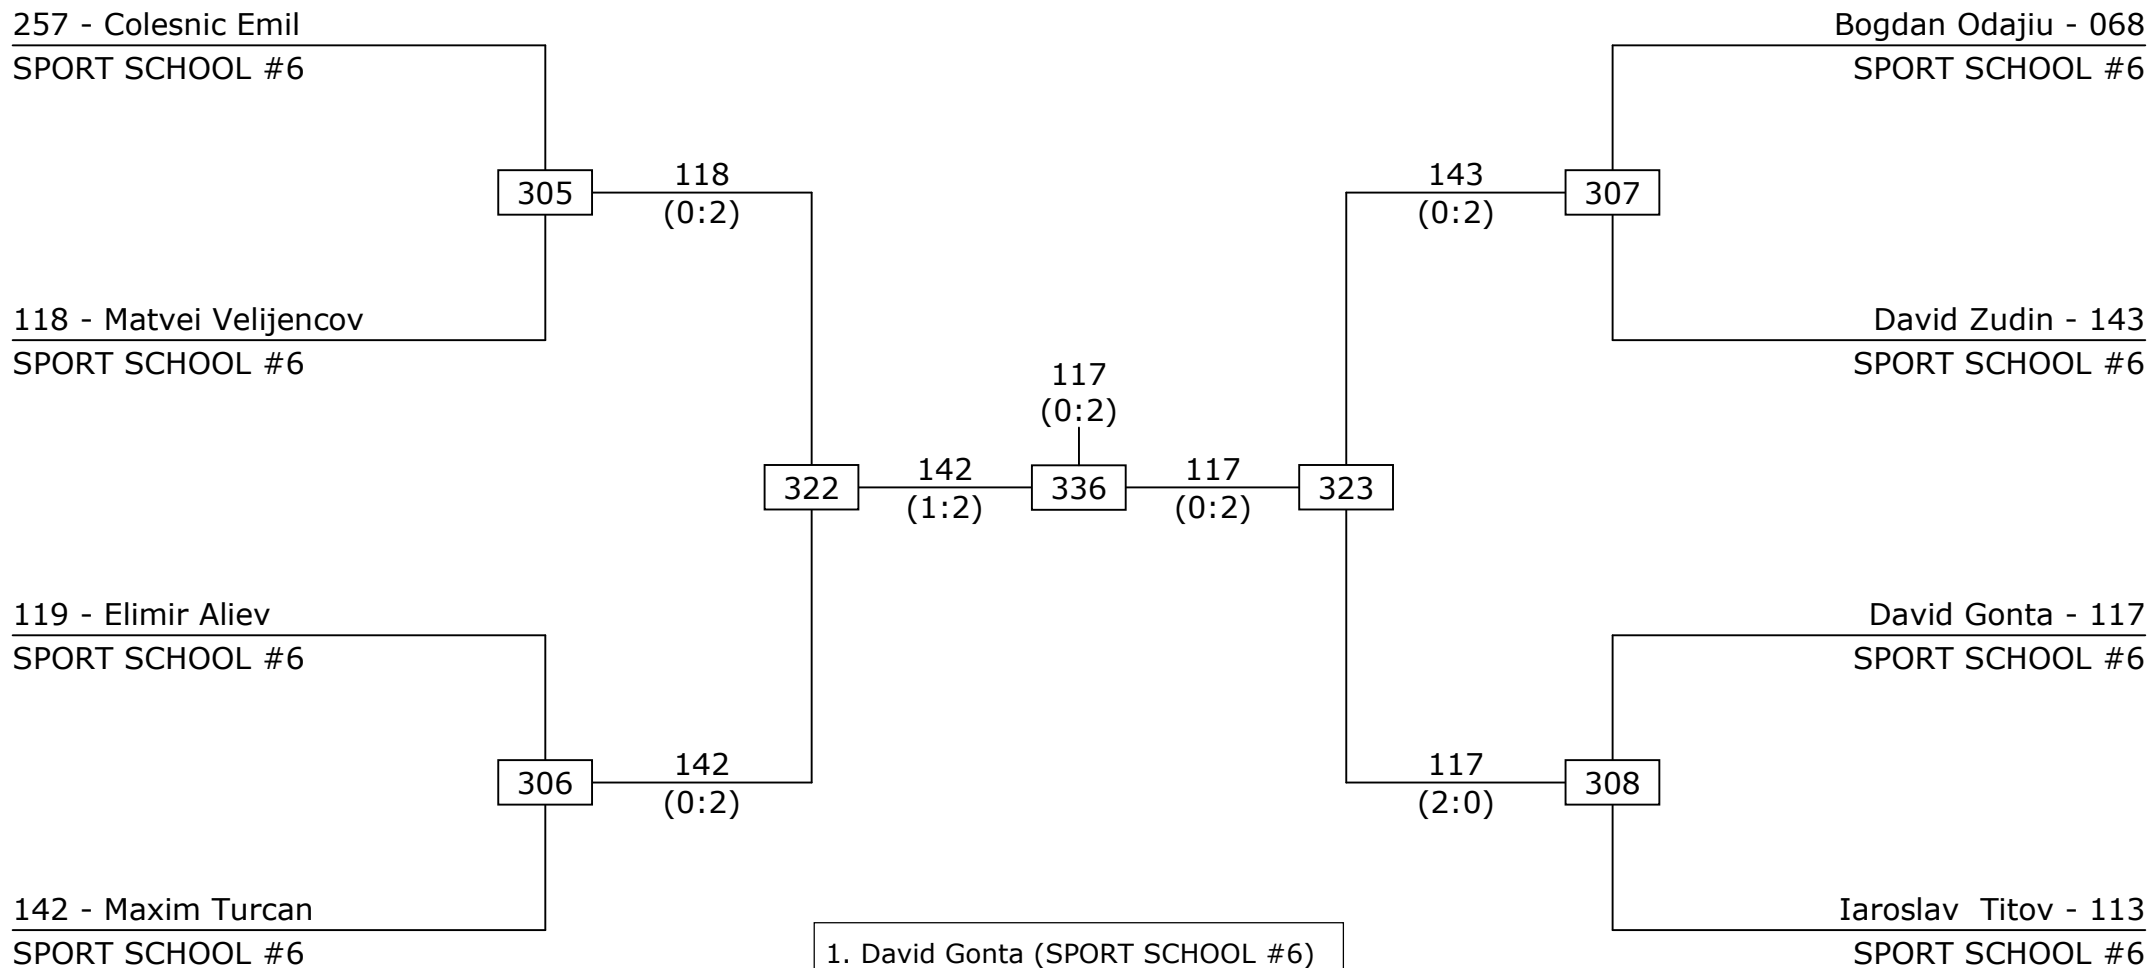 257 - Colesnic Emil
SPORT SCHOOL #6
Bogdan Odajiu - 068
SPORT SCHOOL #6
305
118
(0:2)
143
(0:2)
307
118 - Matvei Velijencov
SPORT SCHOOL #6
David Zudin - 143
SPORT SCHOOL #6
117
(0:2)
322
142
(1:2)
336
117
(0:2)
323
119 - Elimir Aliev
SPORT SCHOOL #6
David Gonta - 117
SPORT SCHOOL #6
306
142
(0:2)
117
(2:0)
308
142 - Maxim Turcan
SPORT SCHOOL #6
Iaroslav  Titov - 113
SPORT SCHOOL #6
1. David Gonta (SPORT SCHOOL #6)